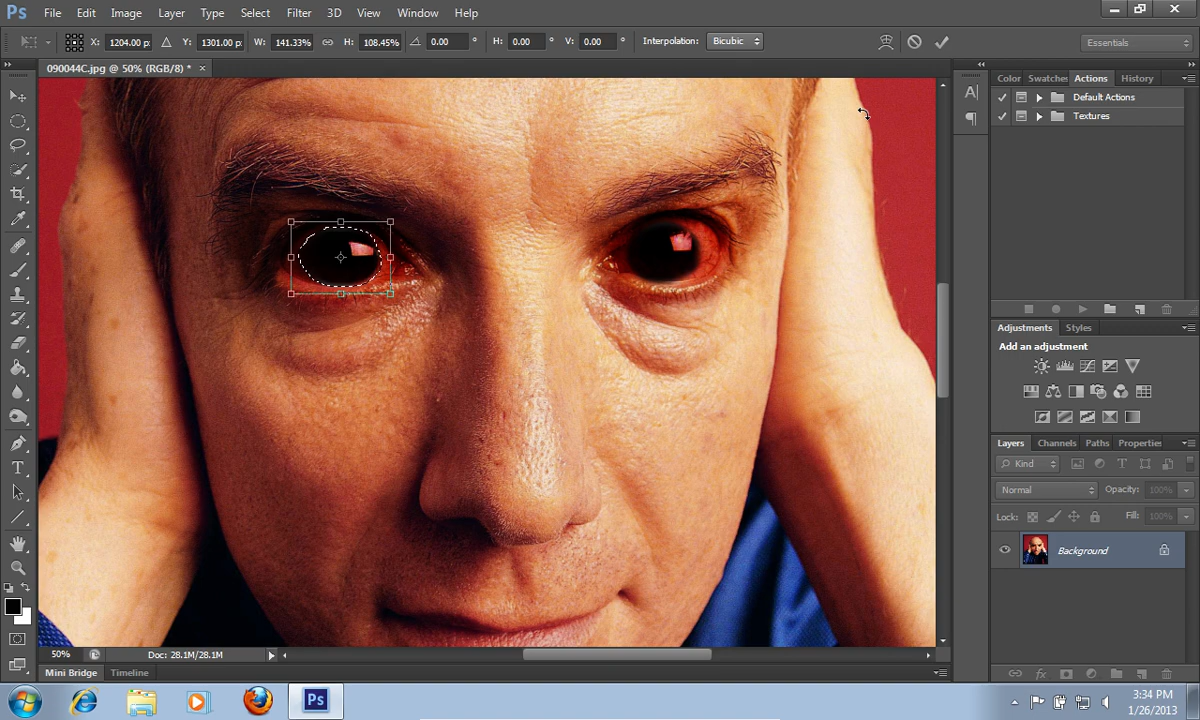 Ps File Edit Image Layer Type Select Filter 3D View Window Help
X: 1204.00 p: Y: 1301.00 p: W: 141.33% H: 108.45% 0.00 ° H: 0.00 ° V: 0.00 ° Interpolation: Bicubic Essentials
090044C.jpg @ 50% (RGB/8) * ×
Color Swatches Actions History
Default Actions
Textures
Adjustments Styles
Add an adjustment
Layers Channels Paths Properties
Kind
Normal Opacity: 100%
Lock: Fill: 100%
Background
50% Doc: 28.1M/28.1M
Mini Bridge Timeline
Ps
3:34 PM
1/26/2013